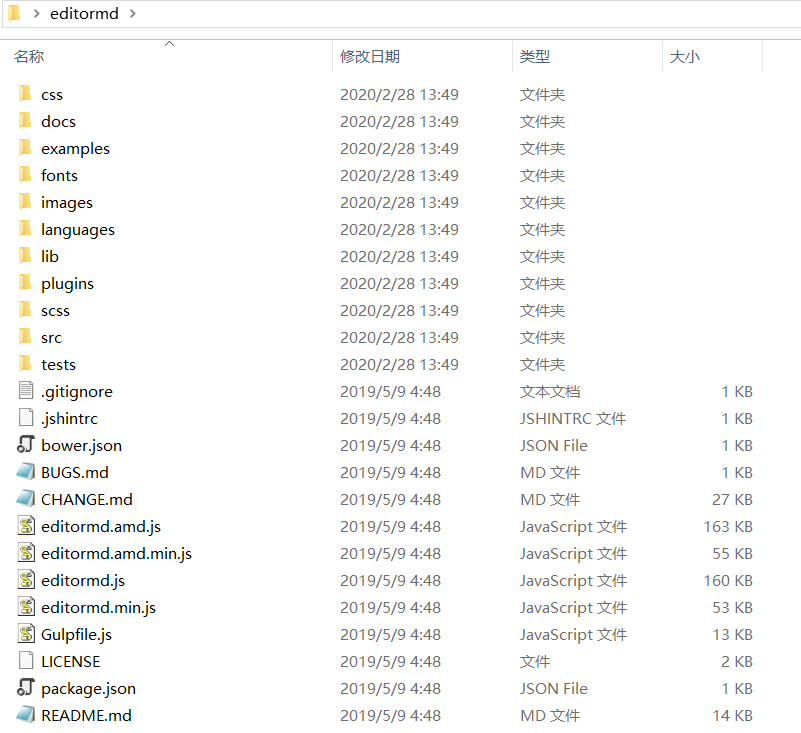 editormd
名称 修改日期 类型 大小
css 2020/2/28 13:49 文件夹
docs 2020/2/28 13:49 文件夹
examples 2020/2/28 13:49 文件夹
fonts 2020/2/28 13:49 文件夹
images 2020/2/28 13:49 文件夹
languages 2020/2/28 13:49 文件夹
lib 2020/2/28 13:49 文件夹
plugins 2020/2/28 13:49 文件夹
scss 2020/2/28 13:49 文件夹
src 2020/2/28 13:49 文件夹
tests 2020/2/28 13:49 文件夹
.gitignore 2019/5/9 4:48 文本文档 1 KB
.jshintrc 2019/5/9 4:48 JSHINTRC 文件 1 KB
bower.json 2019/5/9 4:48 JSON File 1 KB
BUGS.md 2019/5/9 4:48 MD 文件 1 KB
CHANGE.md 2019/5/9 4:48 MD 文件 27 KB
editormd.amd.js 2019/5/9 4:48 JavaScript 文件 163 KB
editormd.amd.min.js 2019/5/9 4:48 JavaScript 文件 55 KB
editormd.js 2019/5/9 4:48 JavaScript 文件 160 KB
editormd.min.js 2019/5/9 4:48 JavaScript 文件 53 KB
Gulpfile.js 2019/5/9 4:48 JavaScript 文件 13 KB
LICENSE 2019/5/9 4:48 文件 2 KB
package.json 2019/5/9 4:48 JSON File 1 KB
README.md 2019/5/9 4:48 MD 文件 14 KB